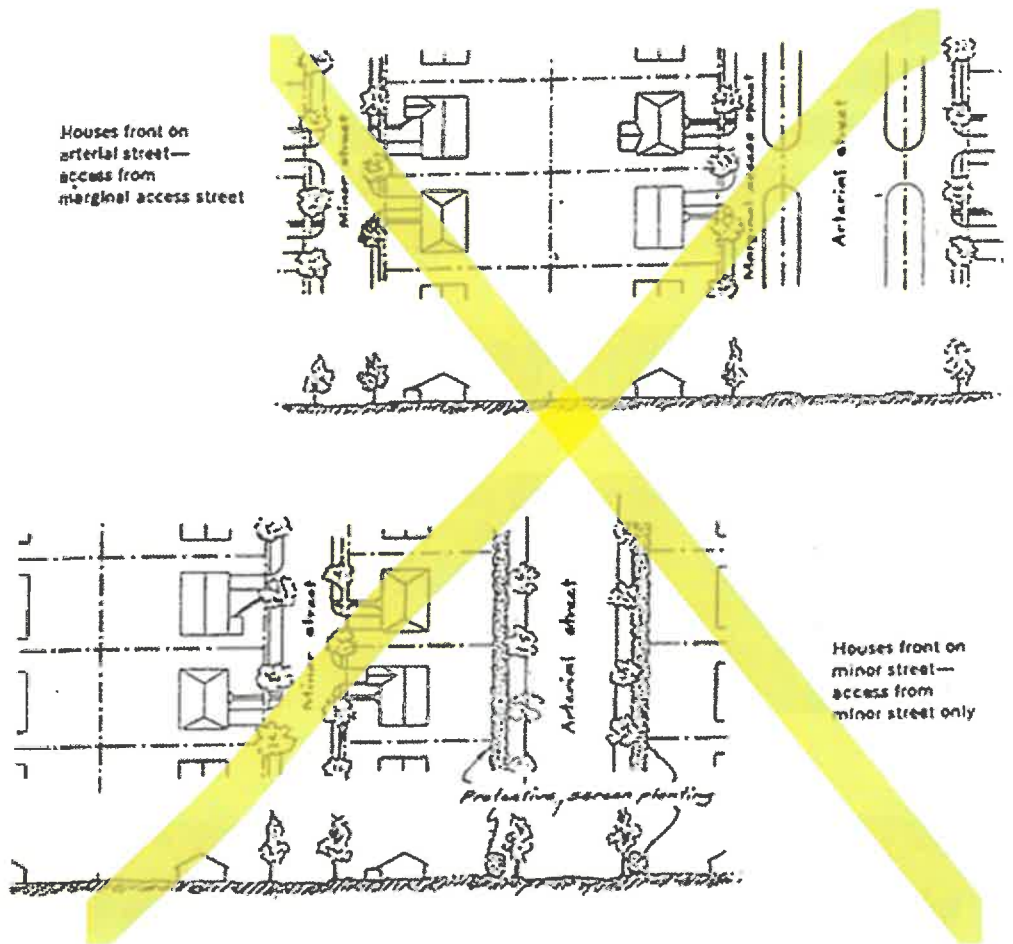 Houses front on
arterial street—
access from
marginal access street
Minor street
Marginal access street
Arterial street
Minor street
Arterial street
Houses front on
minor street—
access from
minor street only
Protective, screen planting